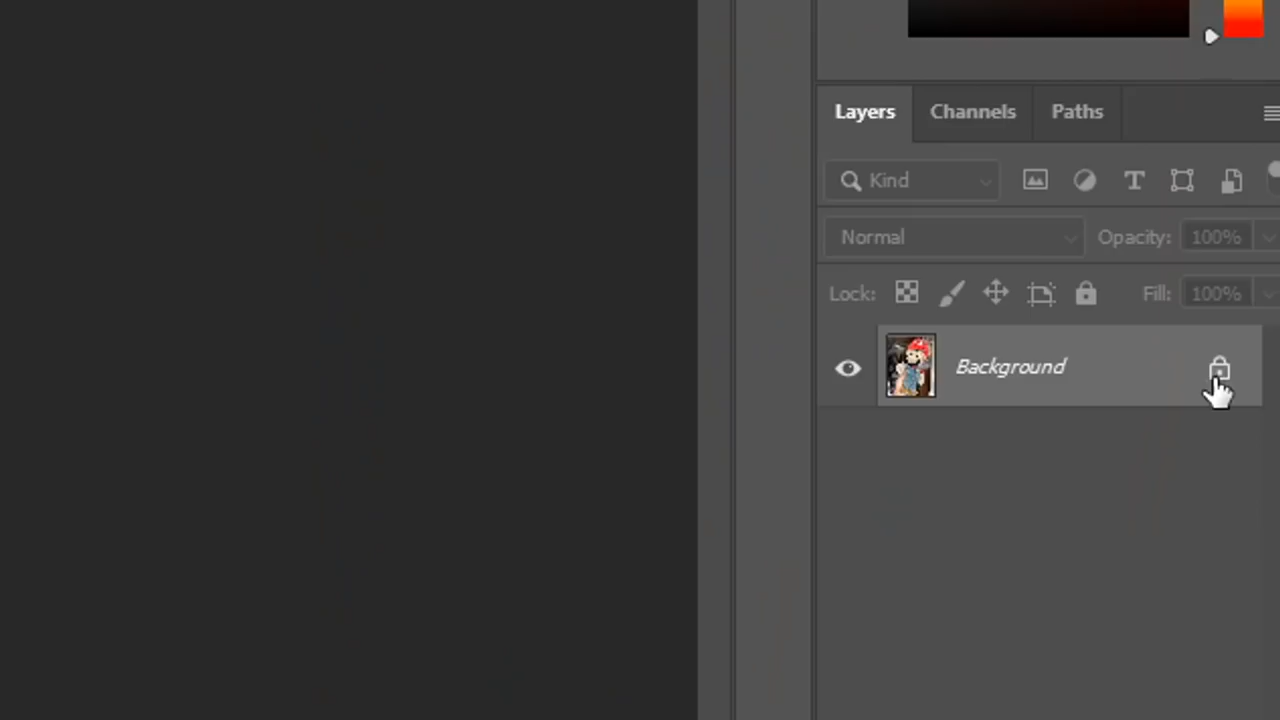 Layers Channels Paths
Kind
Normal Opacity: 100%
Lock: Fill: 100%
Background